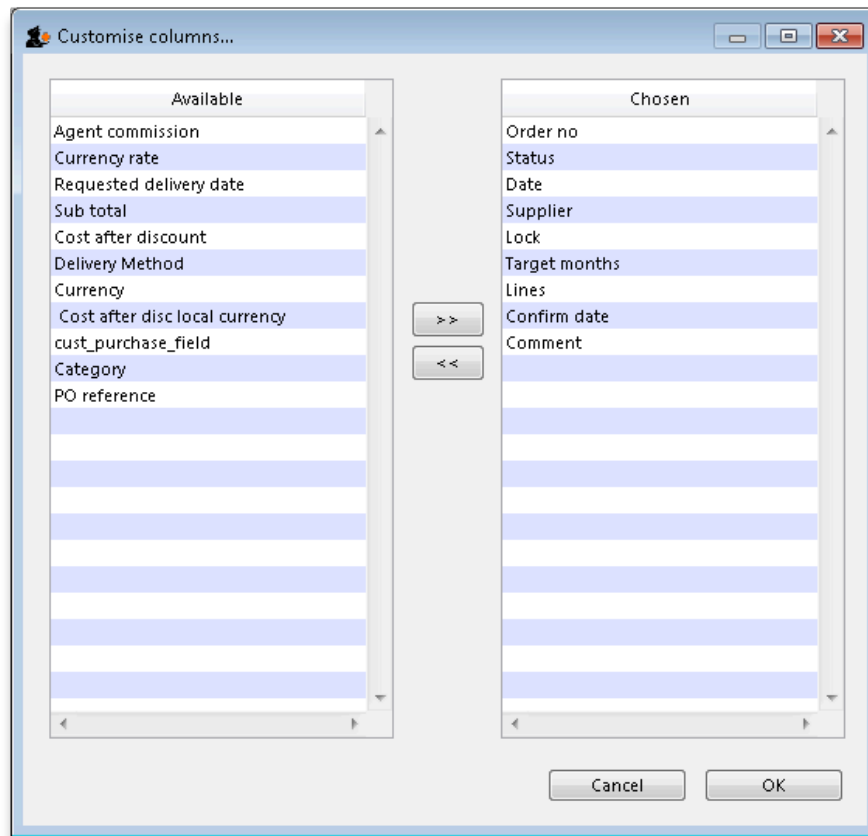 Customise columns...
Available
Agent commission
Currency rate
Requested delivery date
Sub total
Cost after discount
Delivery Method
Currency
Cost after disc local currency
cust_purchase_field
Category
PO reference
>>
<<
Chosen
Order no
Status
Date
Supplier
Lock
Target months
Lines
Confirm date
Comment
Cancel
OK